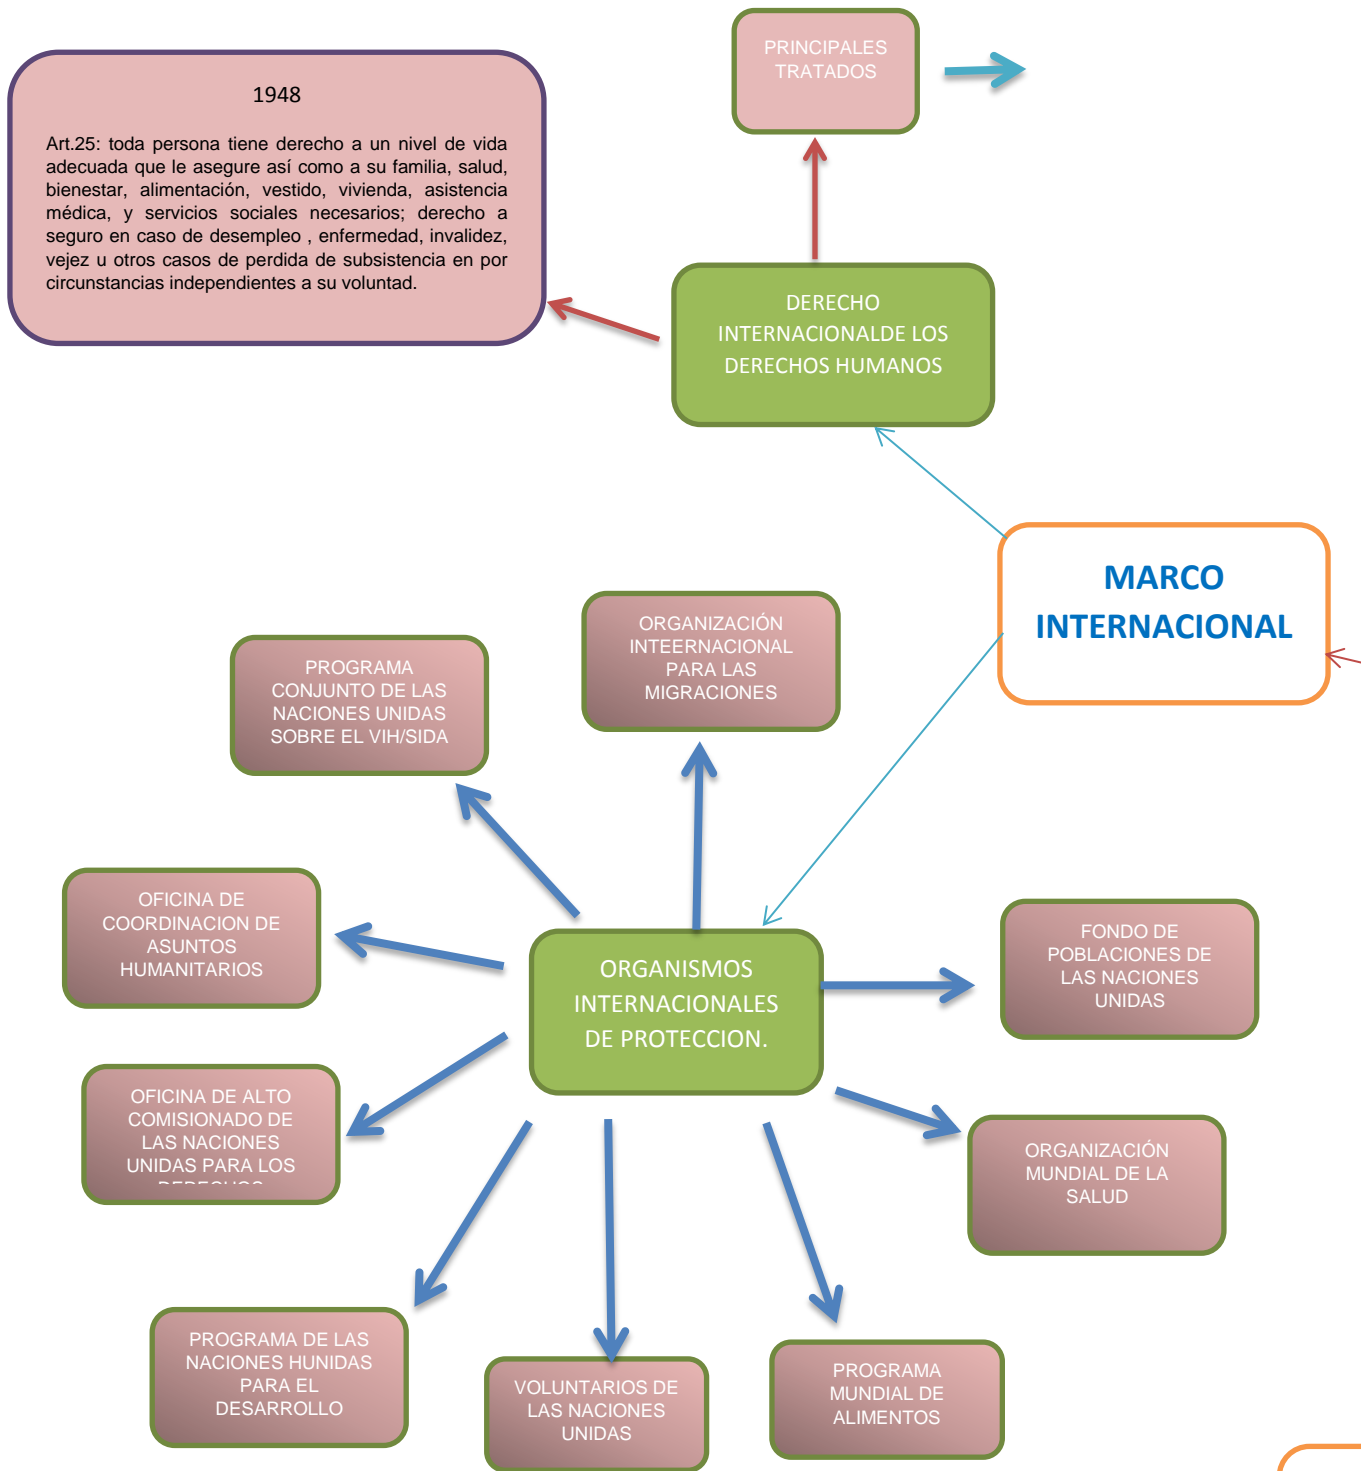 PRINCIPALES
TRATADOS
1948
Art.25: toda persona tiene derecho a un nivel de vida
adecuada que le asegure así como a su familia, salud,
bienestar, alimentación, vestido, vivienda, asistencia
médica, y servicios sociales necesarios; derecho a
seguro en caso de desempleo , enfermedad, invalidez,
vejez u otros casos de perdida de subsistencia en por
circunstancias independientes a su voluntad.
DERECHO
INTERNACIONALDE LOS
DERECHOS HUMANOS
MARCO
INTERNACIONAL
ORGANIZACIÓN
INTEERNACIONAL
PARA LAS
MIGRACIONES
PROGRAMA
CONJUNTO DE LAS
NACIONES UNIDAS
SOBRE EL VIH/SIDA
OFICINA DE
COORDINACION DE
ASUNTOS
HUMANITARIOS
ORGANISMOS
INTERNACIONALES
DE PROTECCION.
FONDO DE
POBLACIONES DE
LAS NACIONES
UNIDAS
OFICINA DE ALTO
COMISIONADO DE
LAS NACIONES
UNIDAS PARA LOS
ORGANIZACIÓN
MUNDIAL DE LA
SALUD
PROGRAMA DE LAS
NACIONES HUNIDAS
PARA EL
DESARROLLO
VOLUNTARIOS DE
LAS NACIONES
UNIDAS
PROGRAMA
MUNDIAL DE
ALIMENTOS